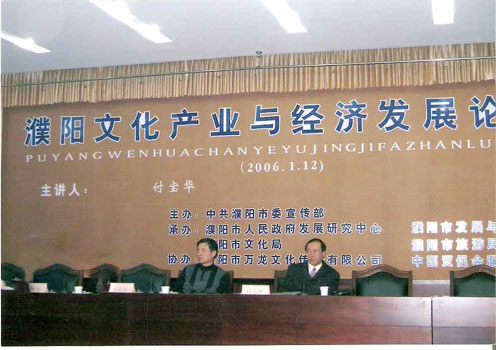 濮阳文化产业与经济发展论
PUYANGWENHUACHANYEYUJINGJIFAZHANLU
(2006.1.12)
主讲人: 付宝华
主办:中共濮阳市委宣传部
承办:濮阳市人民政府发展研究中心 濮阳市发展与
阳市文化局 濮阳市旅游
协办 阳市万龙文化传 有限公司 中国贸促会濮